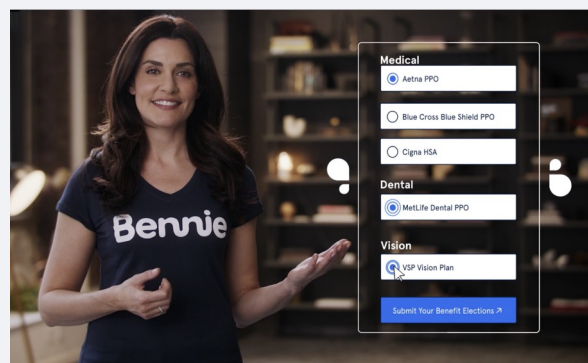 Bennie
Medical
Aetna PPO
Blue Cross Blue Shield PPO
Cigna HSA
Dental
MetLife Dental PPO
Vision
VSP Vision Plan
Submit Your Benefit Elections ↗